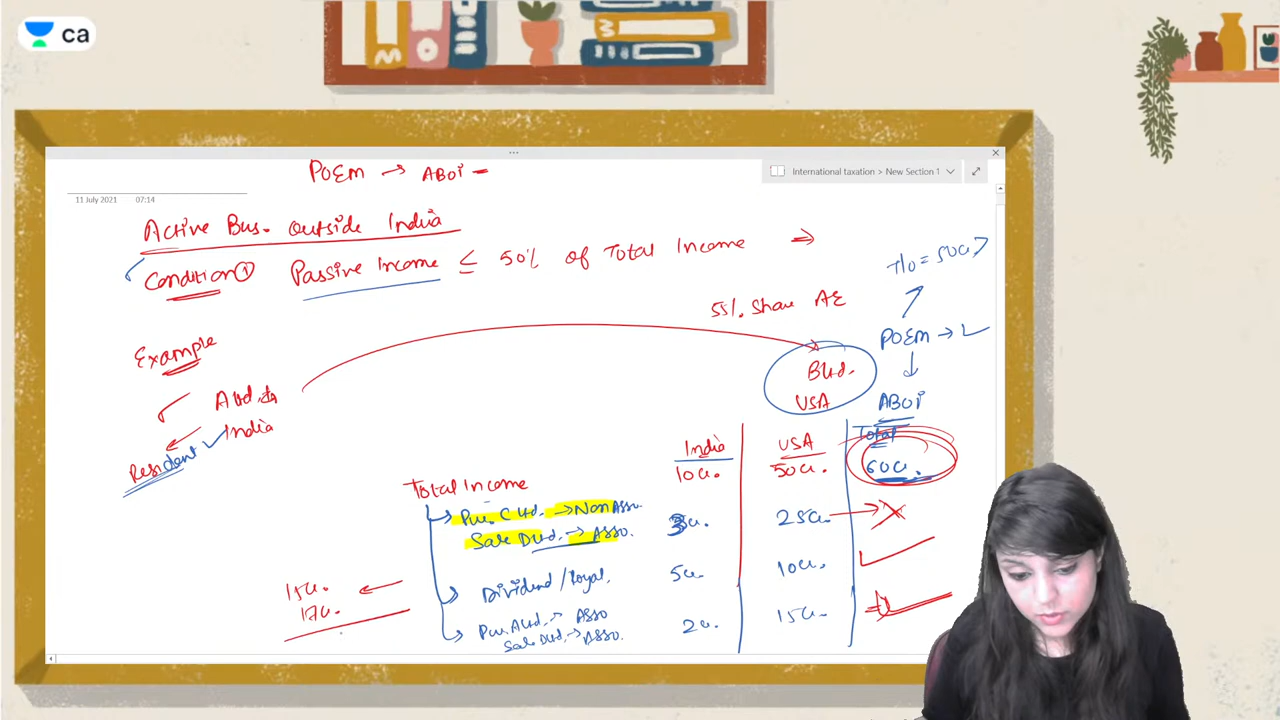 ca
POEM → ABOI -
International taxation > New Section 1
11 July 2021 07:14
Active Bus. Outside India
Condition ① Passive Income ≤ 50% of Total Income ⇒
T/o = 50Cr >
55% Share AE
POEM → ✓
Example
B Ltd.
USA
ABOI
A Ltd.
India
Resident ✓
Total
India USA
10cr. 50cr. 60cr.
Total Income
Pur. C Ltd. → Non Asso.
Sale D Ltd. → Asso. 3cr. 25cr. → X
Dividend/Royal. 5cr. 10cr.
15cr. ←
17cr.
Pur. A Ltd. → Asso
Sale D Ltd. → Asso. 2cr. 15cr.